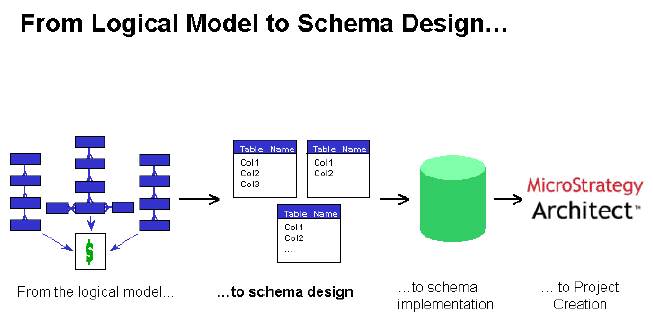 From Logical Model to Schema Design...
Table Name
Col1
Col2
Col3
Table Name
Col1
Col2
Table Name
Col1
Col2
...
$
MicroStrategy
Architect™
From the logical model...
...to schema design
...to schema
implementation
... to Project
Creation